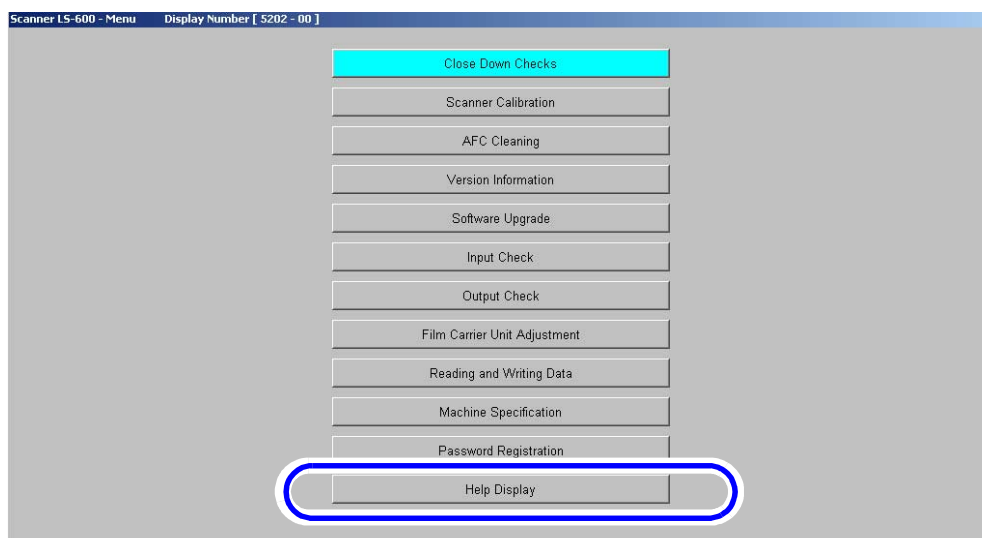 Scanner LS-600 - Menu Display Number [ 5202 - 00 ]
Close Down Checks
Scanner Calibration
AFC Cleaning
Version Information
Software Upgrade
Input Check
Output Check
Film Carrier Unit Adjustment
Reading and Writing Data
Machine Specification
Password Registration
Help Display